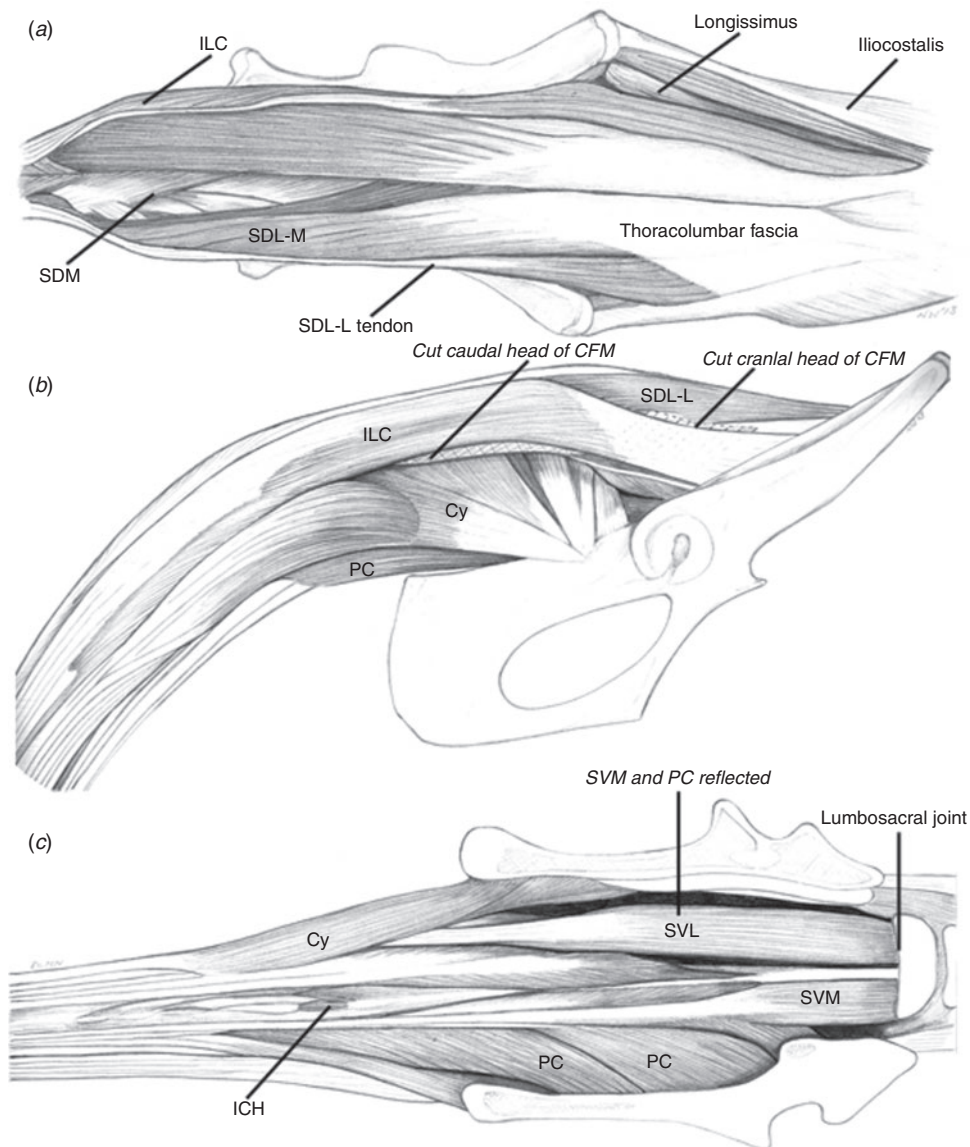 (a)
ILC
Longissimus
Iliocostalis
SDM
SDL-M
Thoracolumbar fascia
SDL-L tendon
(b)
Cut caudal head of CFM
Cut cranlal head of CFM
SDL-L
ILC
Cy
PC
(c)
SVM and PC reflected
Lumbosacral joint
Cy
SVL
SVM
PC
PC
ICH